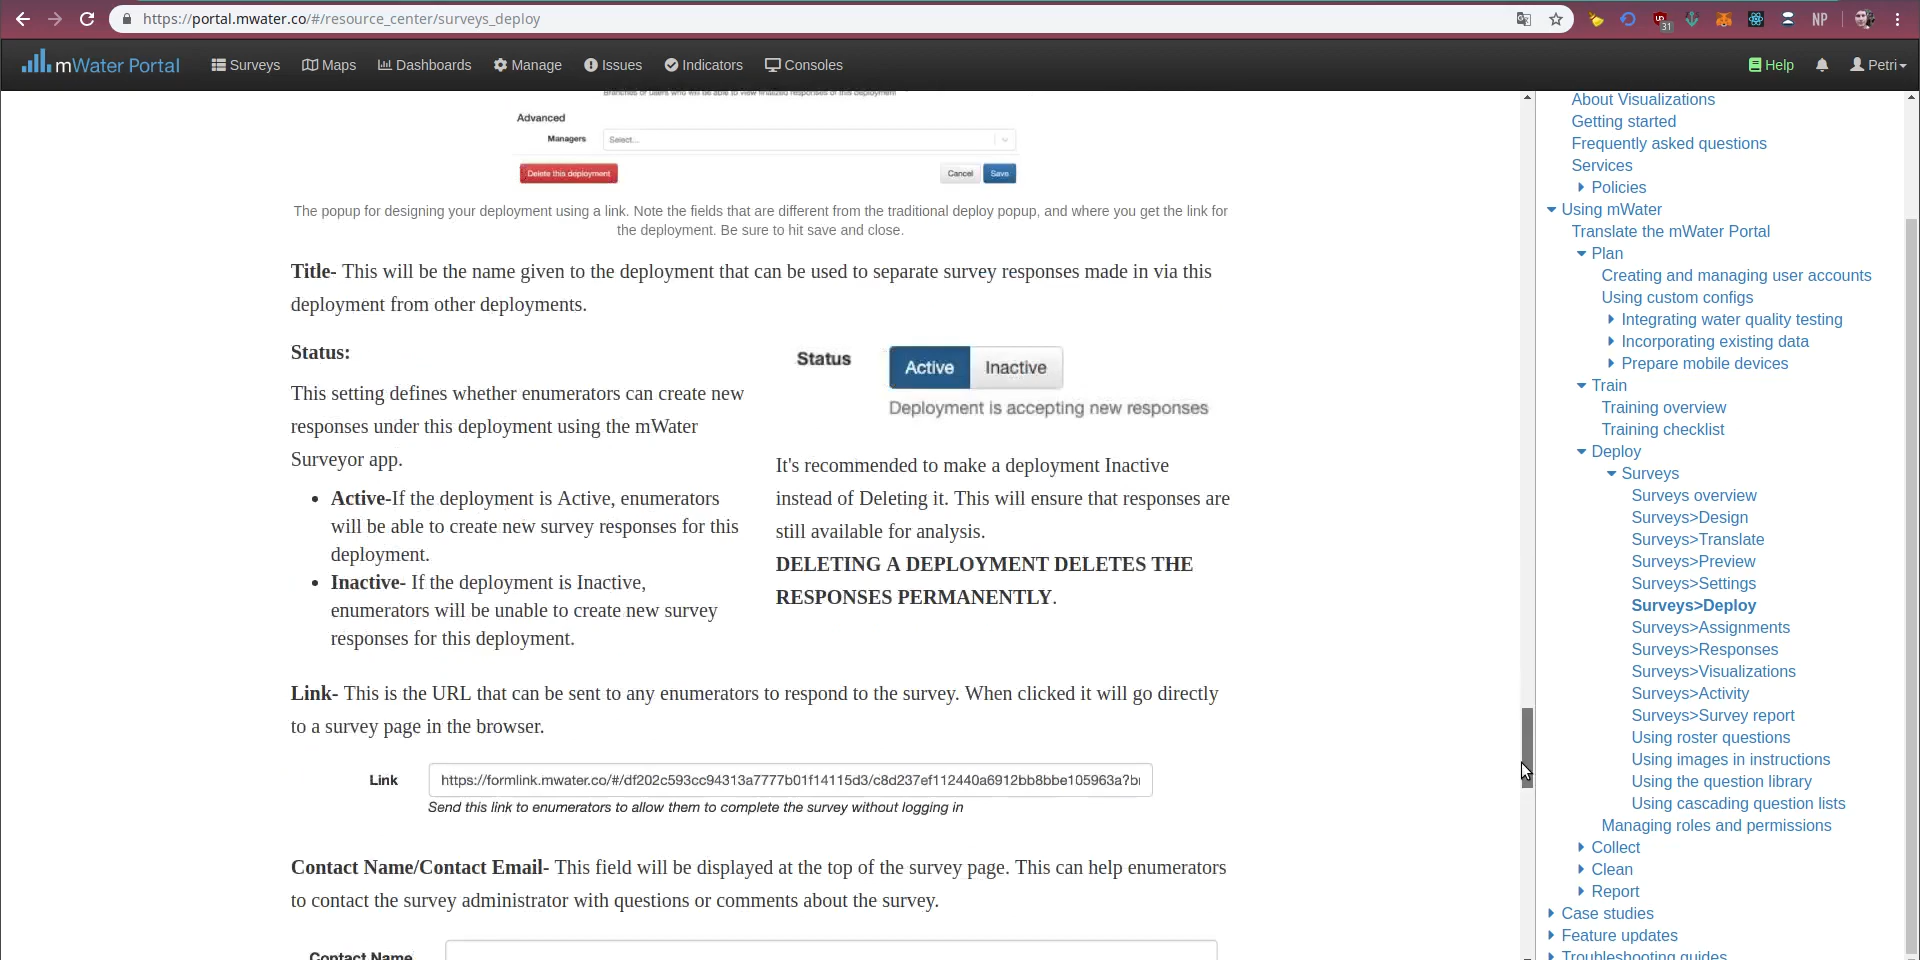 https://portal.mwater.co/#/resource_center/surveys_deploy
31
NP
mWater Portal
Surveys
Maps
Dashboards
Manage
Issues
Indicators
Consoles
Help
Petri
Branches or users who will be able to view finalized responses of this deployment
Advanced
Managers
Select...
Delete this deployment
Cancel
Save
The popup for designing your deployment using a link. Note the fields that are different from the traditional deploy popup, and where you get the link for
the deployment. Be sure to hit save and close.
Title- This will be the name given to the deployment that can be used to separate survey responses made in via this
deployment from other deployments.
Status:
This setting defines whether enumerators can create new
responses under this deployment using the mWater
Surveyor app.
• Active-If the deployment is Active, enumerators
will be able to create new survey responses for this
deployment.
• Inactive- If the deployment is Inactive,
enumerators will be unable to create new survey
responses for this deployment.
Status
Active
Inactive
Deployment is accepting new responses
It's recommended to make a deployment Inactive
instead of Deleting it. This will ensure that responses are
still available for analysis.
DELETING A DEPLOYMENT DELETES THE
RESPONSES PERMANENTLY.
Link- This is the URL that can be sent to any enumerators to respond to the survey. When clicked it will go directly
to a survey page in the browser.
Link
https://formlink.mwater.co/#/df202c593cc94313a7777b01f14115d3/c8d237ef112440a6912bb8bbe105963a?br
Send this link to enumerators to allow them to complete the survey without logging in
Contact Name/Contact Email- This field will be displayed at the top of the survey page. This can help enumerators
to contact the survey administrator with questions or comments about the survey.
Contact Name
About Visualizations
Getting started
Frequently asked questions
Services
Policies
Using mWater
Translate the mWater Portal
Plan
Creating and managing user accounts
Using custom configs
Integrating water quality testing
Incorporating existing data
Prepare mobile devices
Train
Training overview
Training checklist
Deploy
Surveys
Surveys overview
Surveys>Design
Surveys>Translate
Surveys>Preview
Surveys>Settings
Surveys>Deploy
Surveys>Assignments
Surveys>Responses
Surveys>Visualizations
Surveys>Activity
Surveys>Survey report
Using roster questions
Using images in instructions
Using the question library
Using cascading question lists
Managing roles and permissions
Collect
Clean
Report
Case studies
Feature updates
Troubleshooting guides